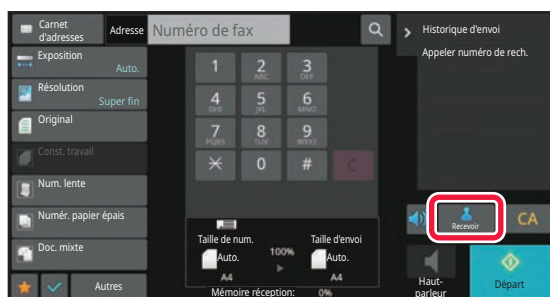 Carnet
d'adresses
Adresse
Numéro de fax
Historique d'envoi
Appeler numéro de rech.
Exposition
Auto.
Résolution
Super fin
Original
Const. travail
Num. lente
Numér. papier épais
Doc. mixte
Autres
1
2
ABC
3
DEF
4
GHI
5
JKL
6
MNO
7
PQRS
8
TUV
9
WXYZ
0
#
C
Taille de num.
Auto.
A4
100%
Taille d'envoi
Auto.
A4
Mémoire réception: 0%
Recevoir
CA
Haut-
parleur
Départ